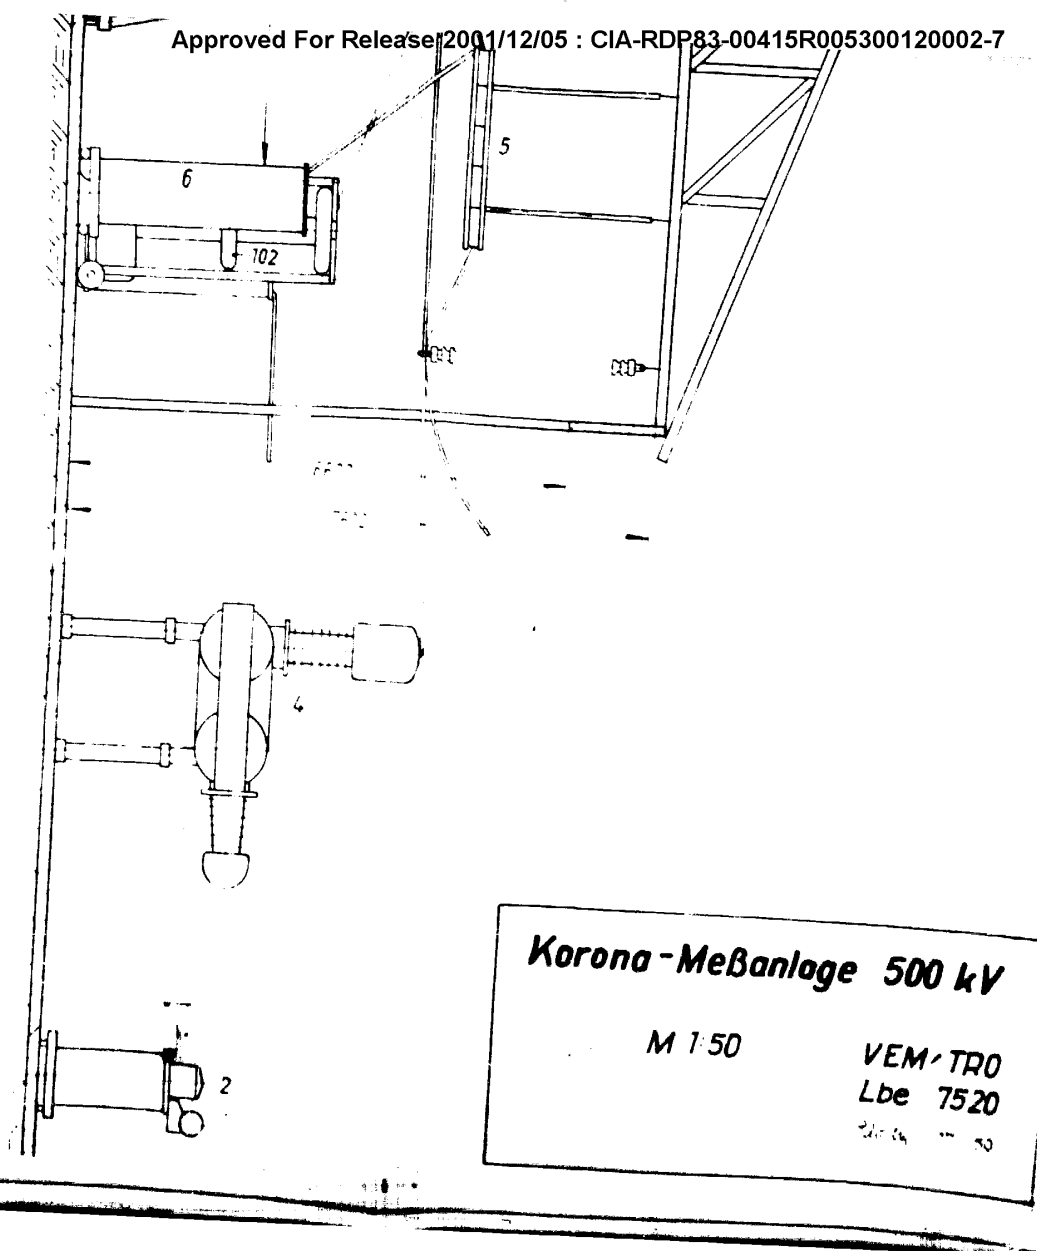 Approved For Release 2001/12/05 : CIA-RDP83-00415R005300120002-7
5
6
102
4
2
Korona-Meßanlage 500 kV
M 1:50
VEM/TRO
Lbe 7520